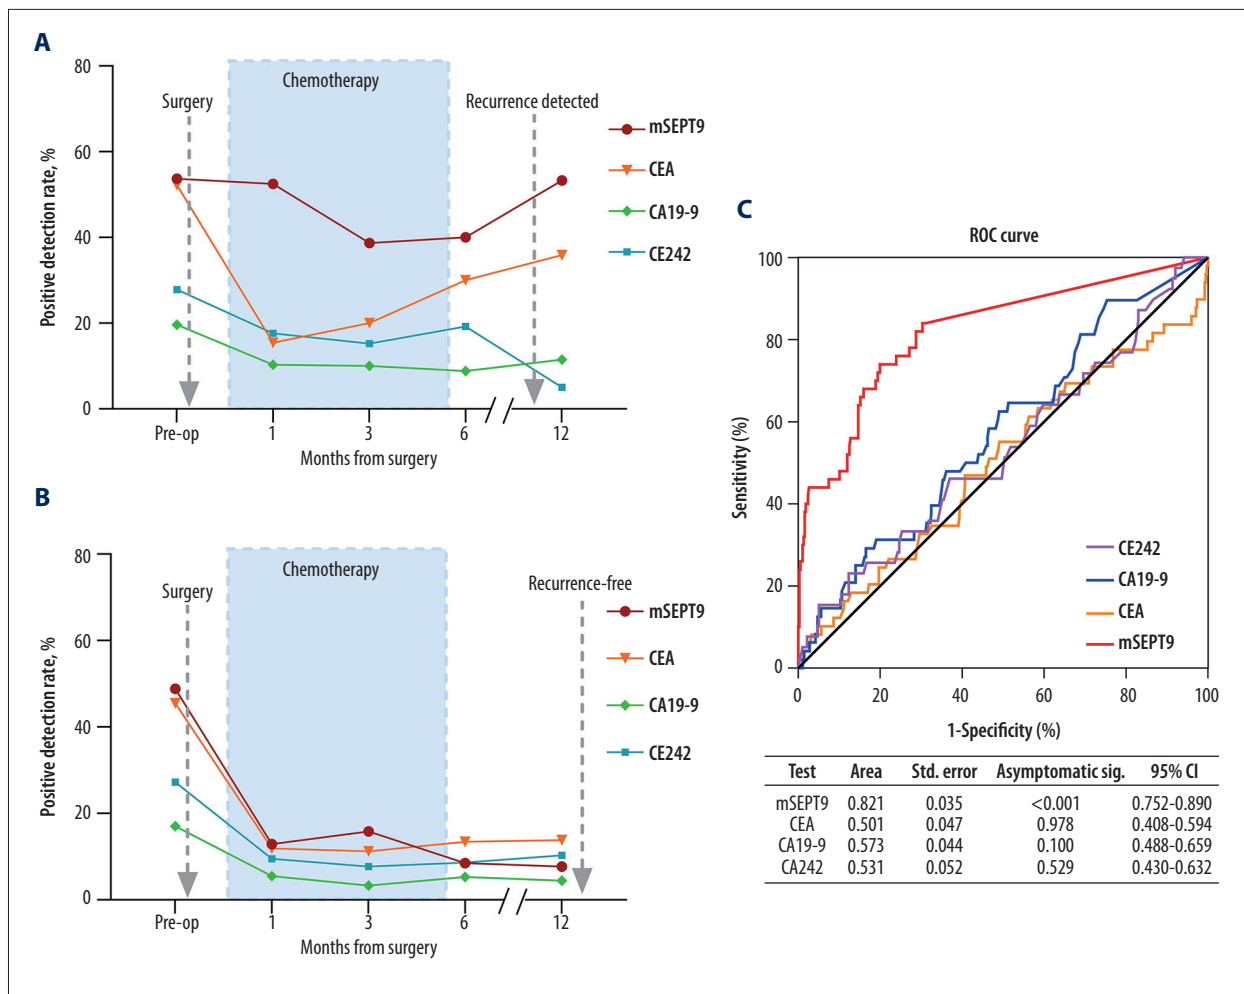 A
80
60
40
20
0
Positive detection rate, %
Surgery
Chemotherapy
Recurrence detected
mSEPT9
CEA
CA19-9
CE242
Pre-op 1 3 6 12
Months from surgery
B
80
60
40
20
0
Positive detection rate, %
Surgery
Chemotherapy
Recurrence-free
mSEPT9
CEA
CA19-9
CE242
Pre-op 1 3 6 12
Months from surgery
C
ROC curve
100
80
60
40
20
0
Sensitivity (%)
CE242
CA19-9
CEA
mSEPT9
0 20 40 60 80 100
1-Specificity (%)
Test Area Std. error Asymptomatic sig. 95% CI
mSEPT9 0.821 0.035 <0.001 0.752-0.890
CEA 0.501 0.047 0.978 0.408-0.594
CA19-9 0.573 0.044 0.100 0.488-0.659
CA242 0.531 0.052 0.529 0.430-0.632